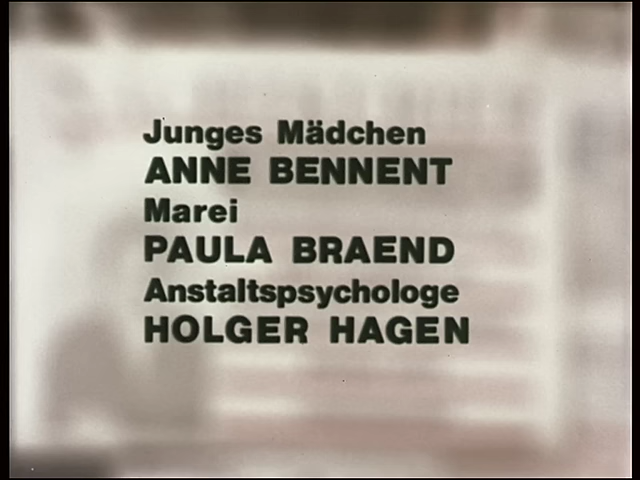 Junges Mädchen
ANNE BENNENT
Marei
PAULA BRAEND
Anstaltspsychologe
HOLGER HAGEN